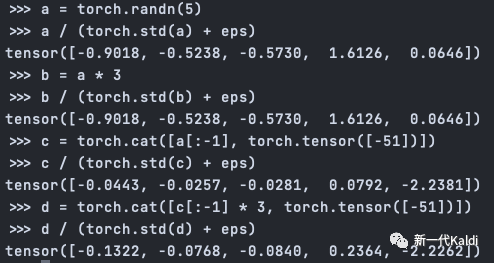 >>> a = torch.randn(5)
>>> a / (torch.std(a) + eps)
tensor([-0.9018, -0.5238, -0.5730,  1.6126,  0.0646])
>>> b = a * 3
>>> b / (torch.std(b) + eps)
tensor([-0.9018, -0.5238, -0.5730,  1.6126,  0.0646])
>>> c = torch.cat([a[:-1], torch.tensor([-51])])
>>> c / (torch.std(c) + eps)
tensor([-0.0443, -0.0257, -0.0281,  0.0792, -2.2381])
>>> d = torch.cat([c[:-1] * 3, torch.tensor([-51])])
>>> d / (torch.std(d) + eps)
tensor([-0.1322, -0.0768, -0.0840,  0.2364, -2.2262])
新一代Kaldi